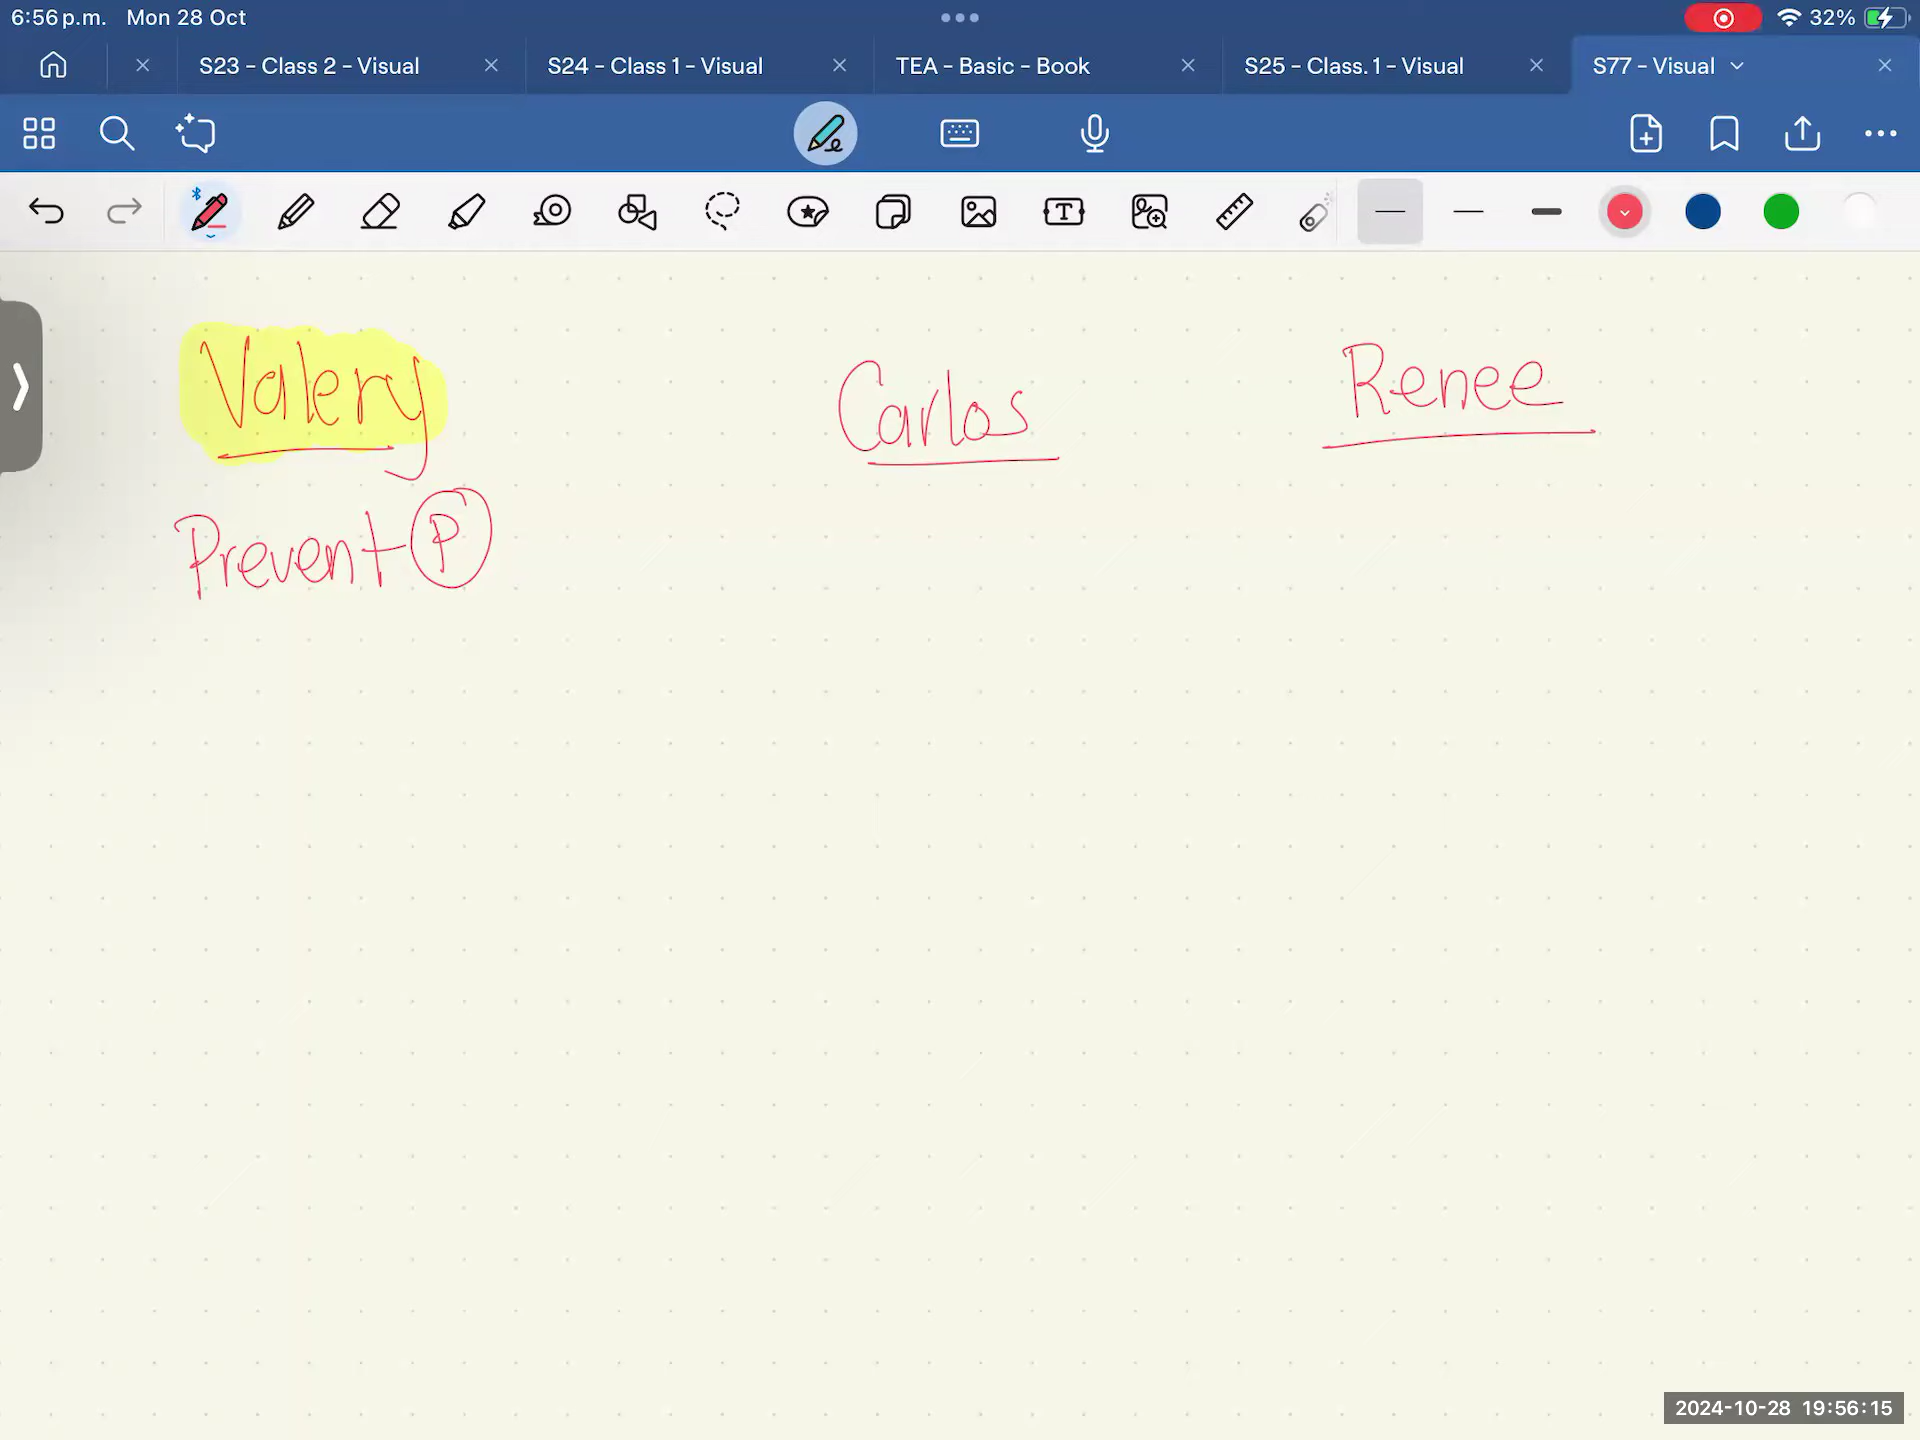 6:56 p.m. Mon 28 Oct 32%
S23 - Class 2 - Visual S24 - Class 1 - Visual TEA - Basic - Book S25 - Class. 1 - Visual S77 - Visual
Valery Carlos Renee
Prevent P
2024-10-28 19:56:15